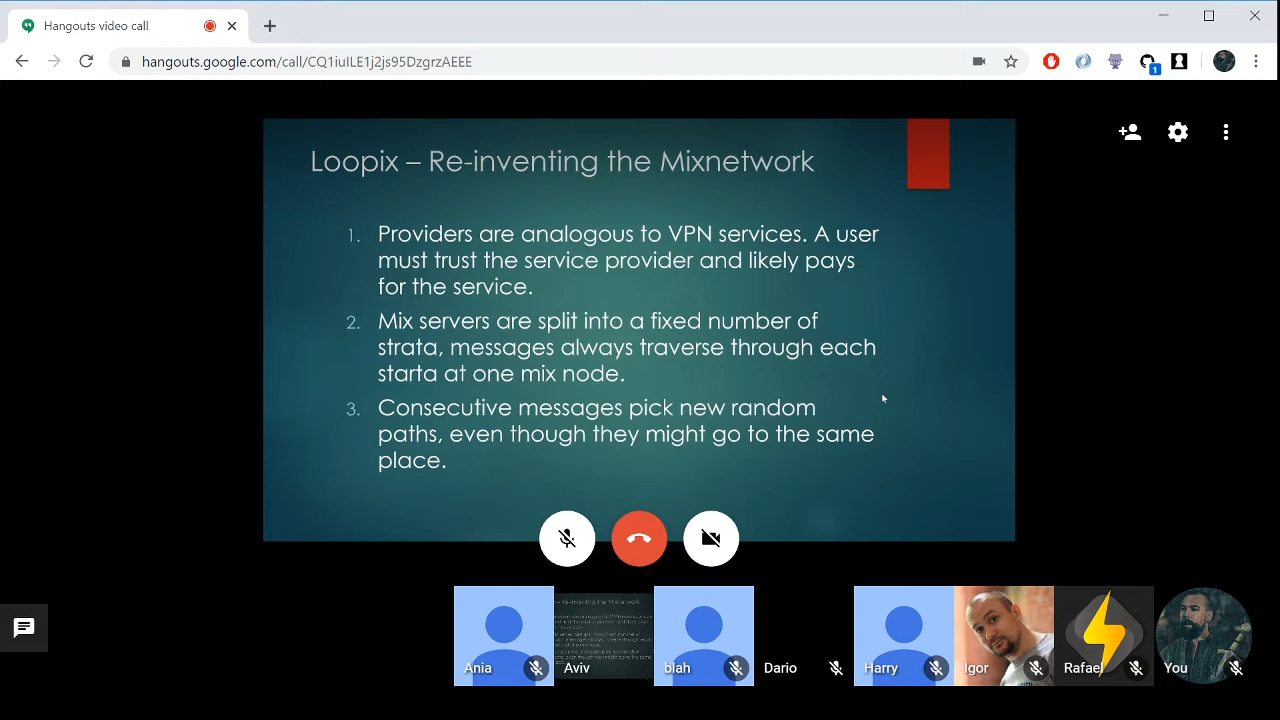 Hangouts video call
hangouts.google.com/call/CQ1iuILE1j2js95DzgrzAEEE
1
Loopix – Re-inventing the Mixnetwork
1. Providers are analogous to VPN services. A user
must trust the service provider and likely pays
for the service.
2. Mix servers are split into a fixed number of
strata, messages always traverse through each
starta at one mix node.
3. Consecutive messages pick new random
paths, even though they might go to the same
place.
Ania
Aviv
blah
Dario
Harry
Igor
Rafael
You